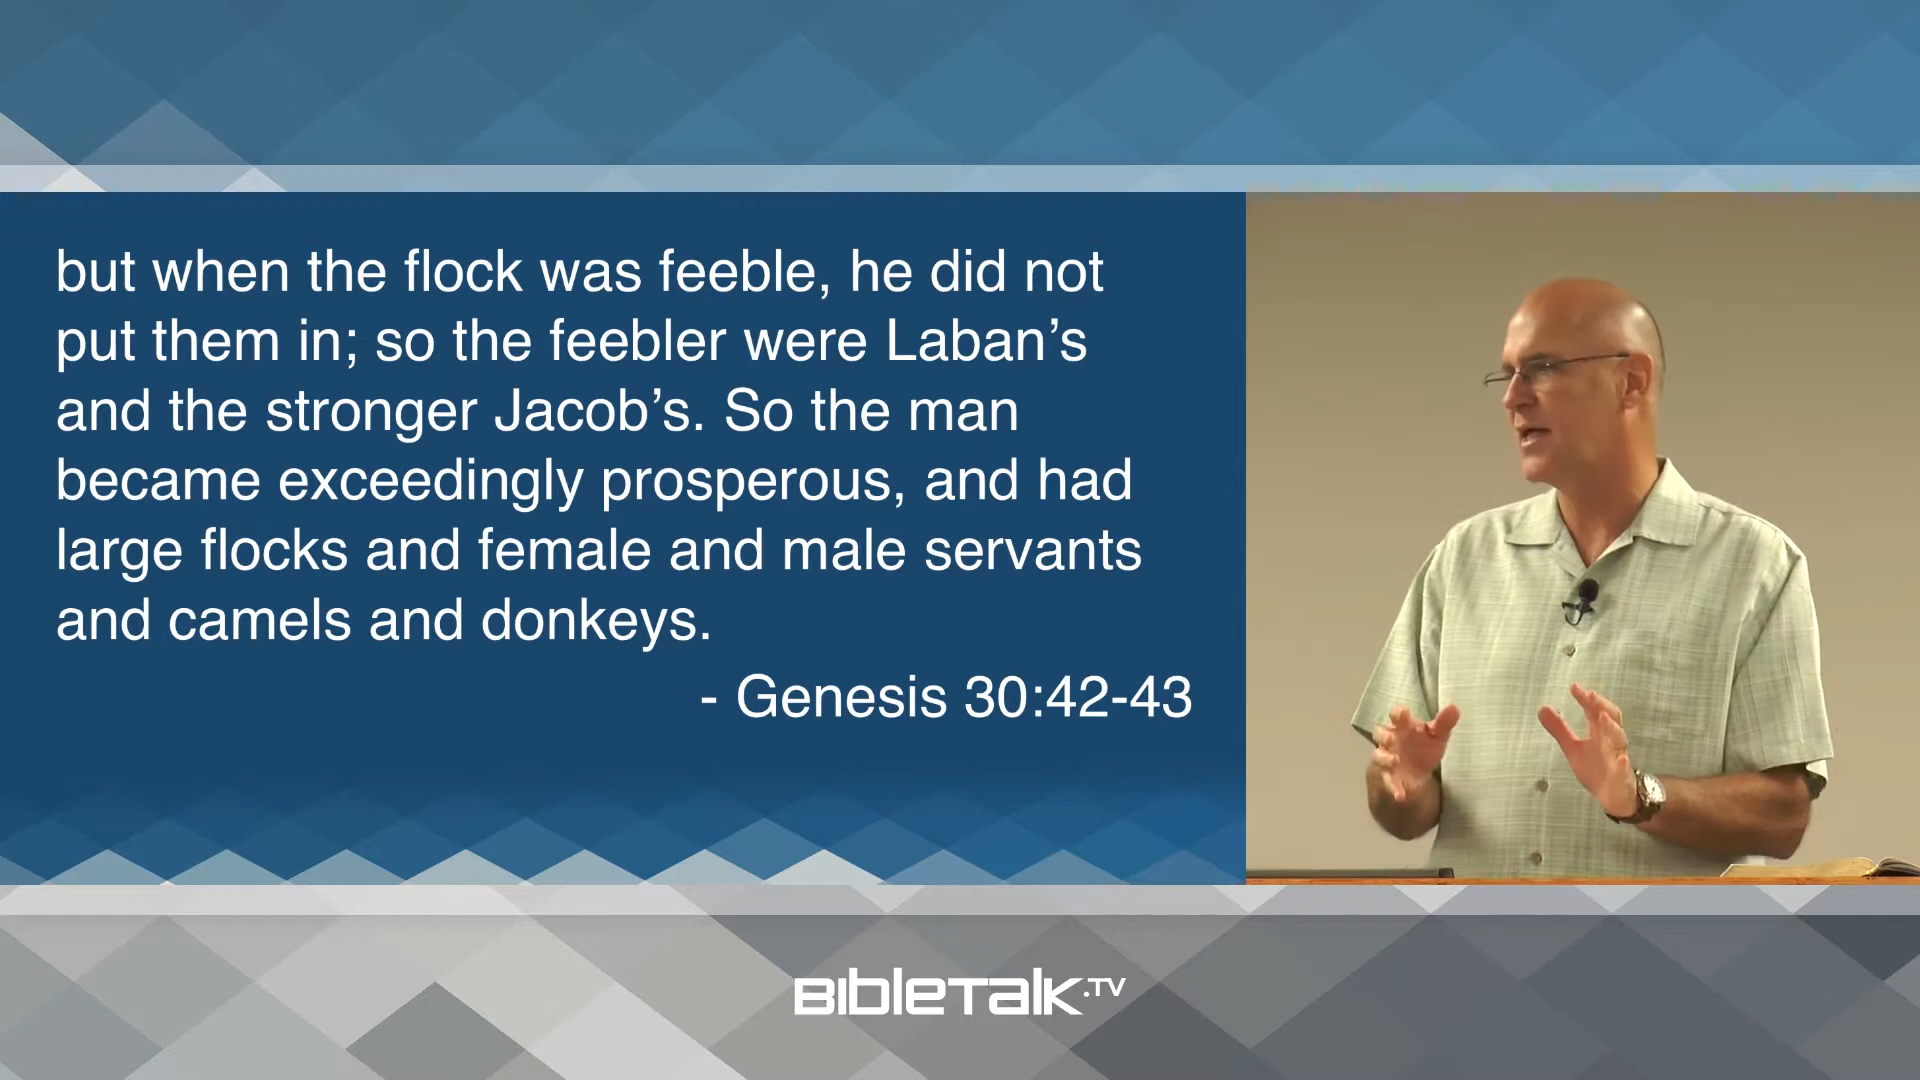 but when the flock was feeble, he did not
put them in; so the feebler were Laban’s
and the stronger Jacob’s. So the man
became exceedingly prosperous, and had
large flocks and female and male servants
and camels and donkeys.
- Genesis 30:42-43
BIBLETALK.TV